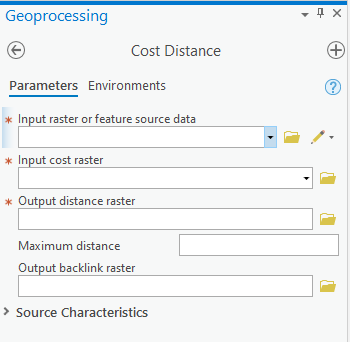 Geoprocessing
Cost Distance
Parameters Environments
* Input raster or feature source data
* Input cost raster
* Output distance raster
Maximum distance
Output backlink raster
Source Characteristics